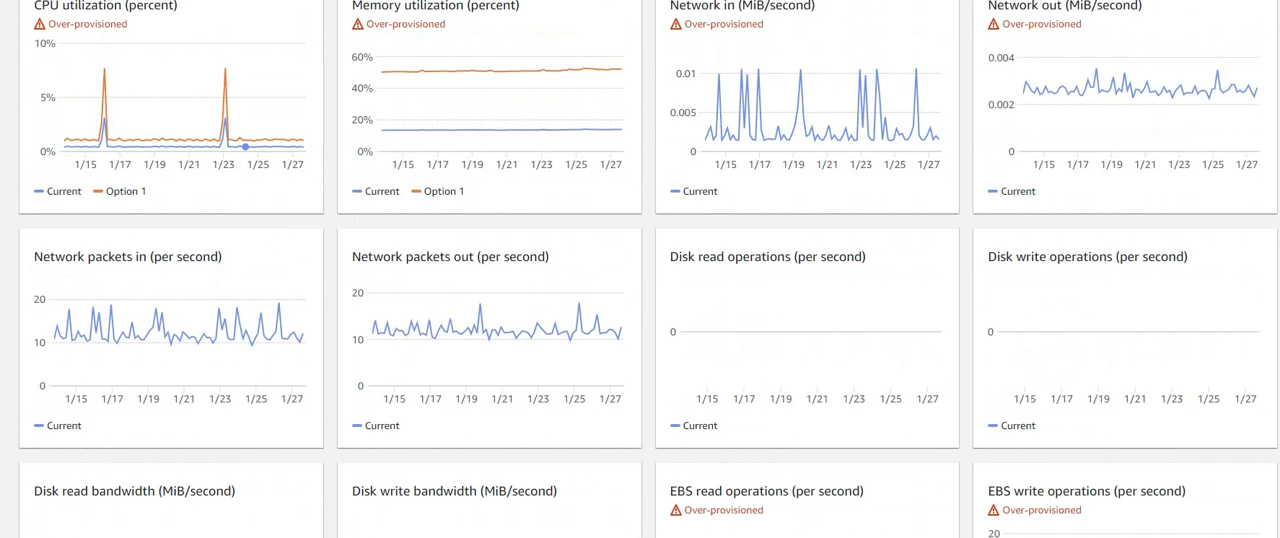 CPU utilization (percent)
Over-provisioned
10%
5%
0%
1/15 1/17 1/19 1/21 1/23 1/25 1/27
Current Option 1
Memory utilization (percent)
Over-provisioned
60%
40%
20%
0%
1/15 1/17 1/19 1/21 1/23 1/25 1/27
Current Option 1
Network in (MiB/second)
Over-provisioned
0.01
0.005
0
1/15 1/17 1/19 1/21 1/23 1/25 1/27
Current
Network out (MiB/second)
Over-provisioned
0.004
0.002
0
1/15 1/17 1/19 1/21 1/23 1/25 1/27
Current
Network packets in (per second)
20
10
0
1/15 1/17 1/19 1/21 1/23 1/25 1/27
Current
Network packets out (per second)
20
10
0
1/15 1/17 1/19 1/21 1/23 1/25 1/27
Current
Disk read operations (per second)
0
1/15 1/17 1/19 1/21 1/23 1/25 1/27
Current
Disk write operations (per second)
0
1/15 1/17 1/19 1/21 1/23 1/25 1/27
Current
Disk read bandwidth (MiB/second)
Disk write bandwidth (MiB/second)
EBS read operations (per second)
Over-provisioned
EBS write operations (per second)
Over-provisioned
20